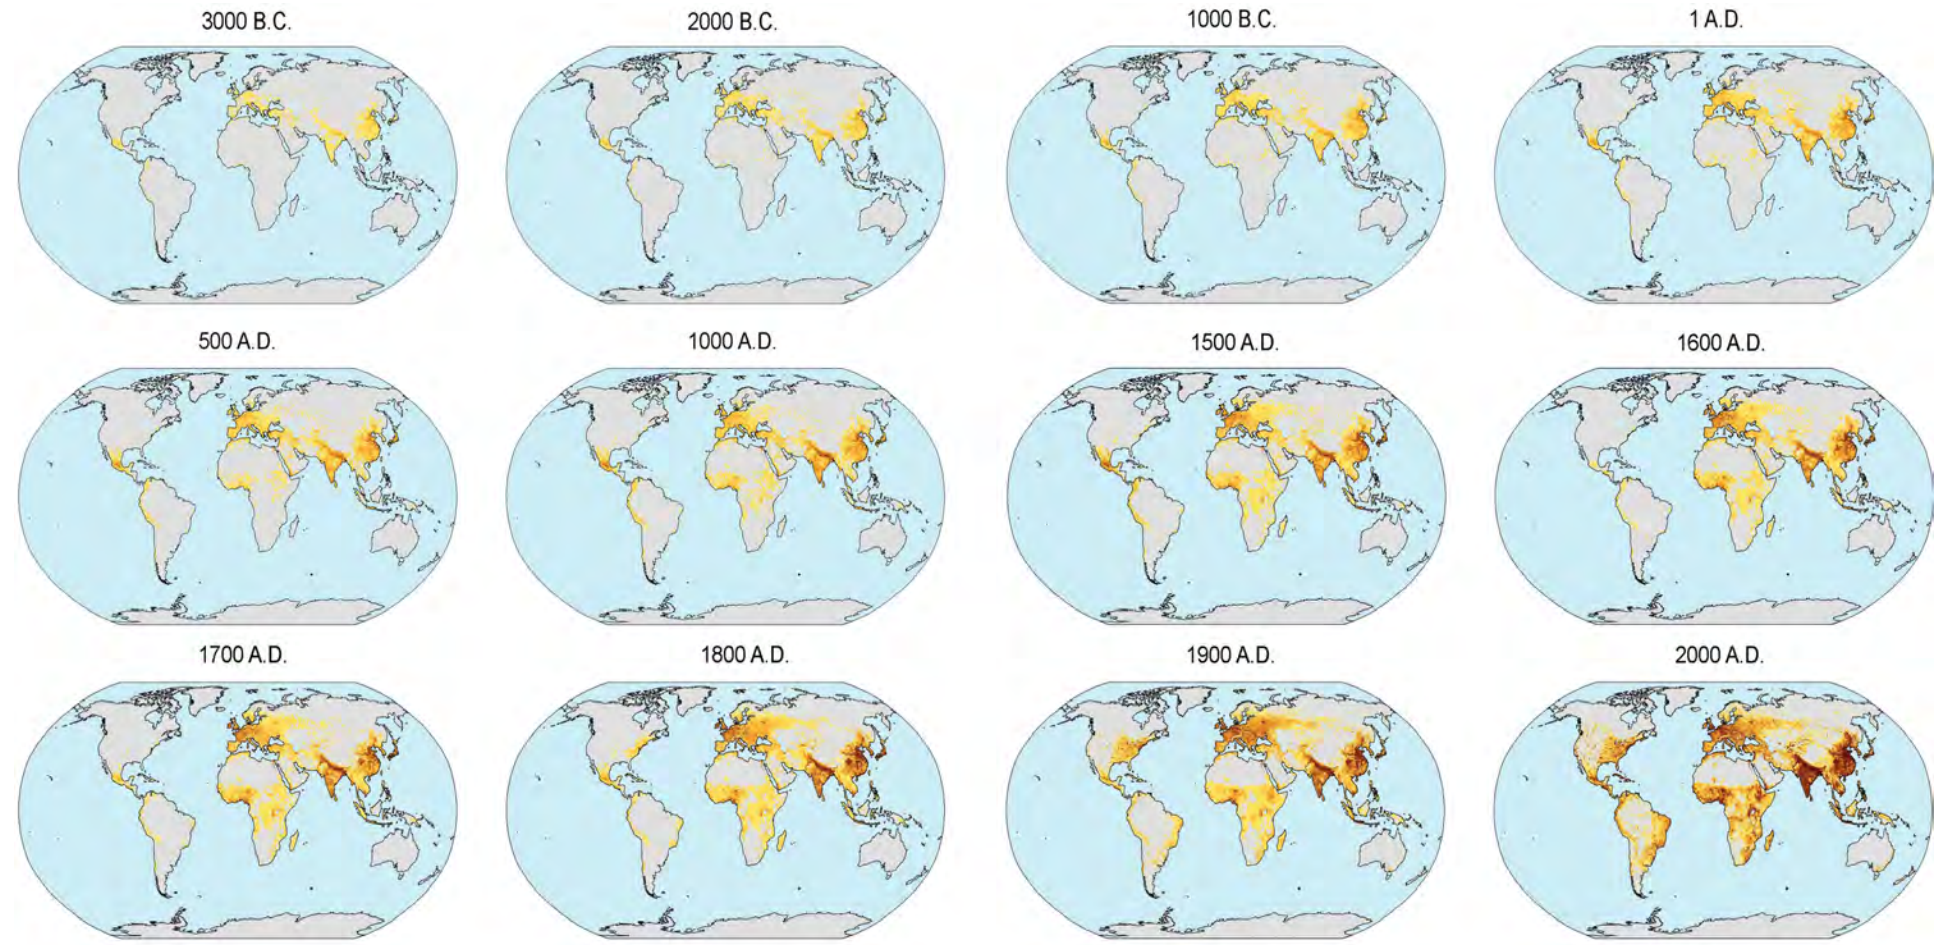 3000 B.C.
2000 B.C.
1000 B.C.
1 A.D.
500 A.D.
1000 A.D.
1500 A.D.
1600 A.D.
1700 A.D.
1800 A.D.
1900 A.D.
2000 A.D.